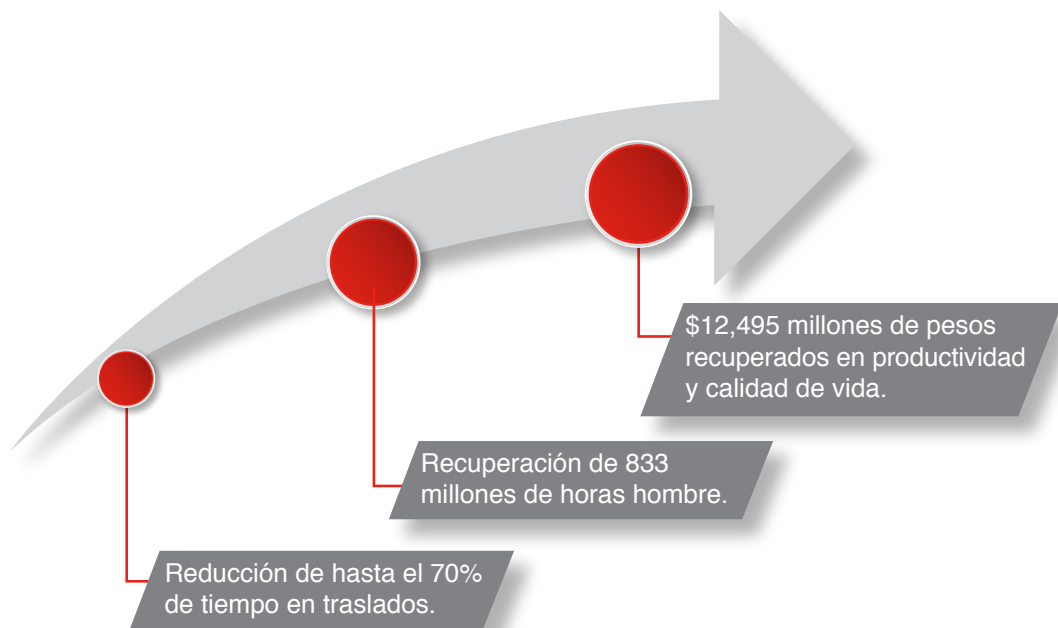 $12,495 millones de pesos
recuperados en productividad
y calidad de vida.
Recuperación de 833
millones de horas hombre.
Reducción de hasta el 70%
de tiempo en traslados.